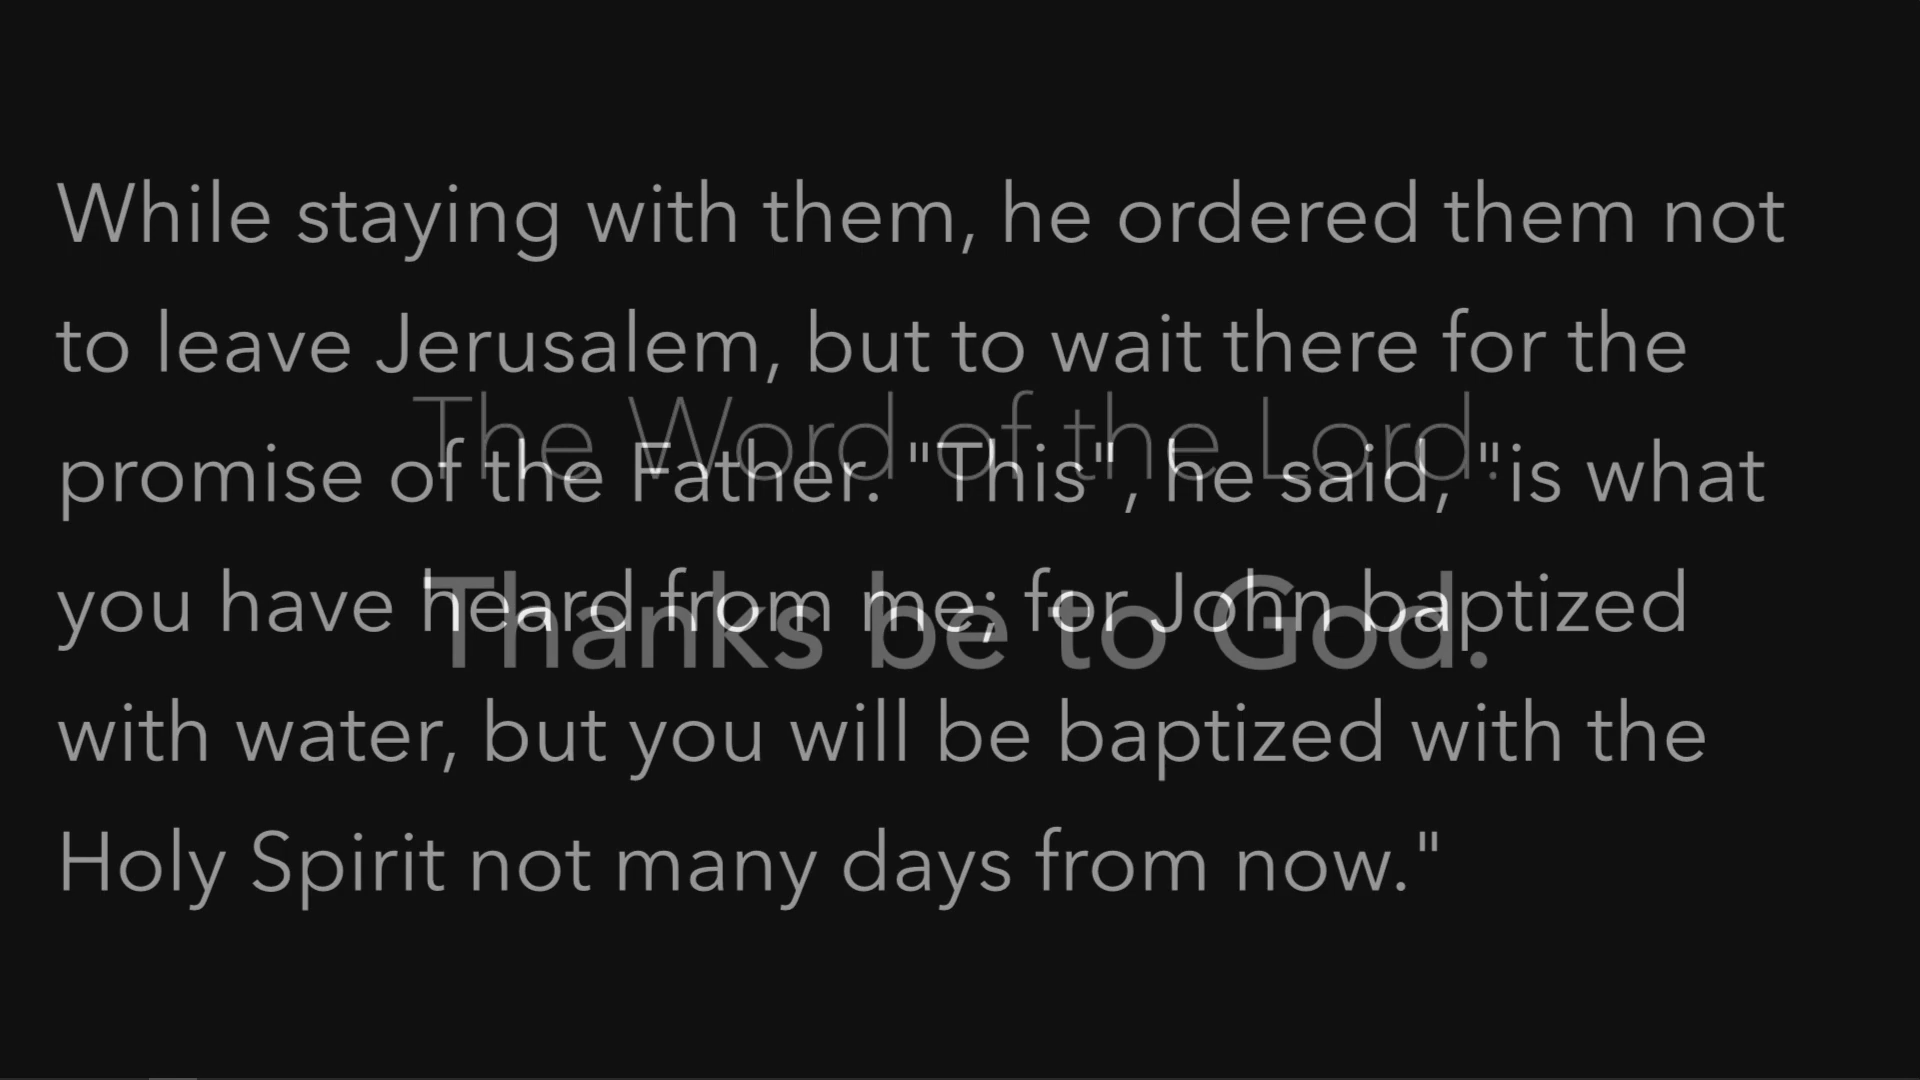 While staying with them, he ordered them not
to leave Jerusalem, but to wait there for the
The Word of the Lord.
promise of the Father. "This", he said, "is what
you have heard from me; for John baptized
Thanks be to God.
with water, but you will be baptized with the
Holy Spirit not many days from now."